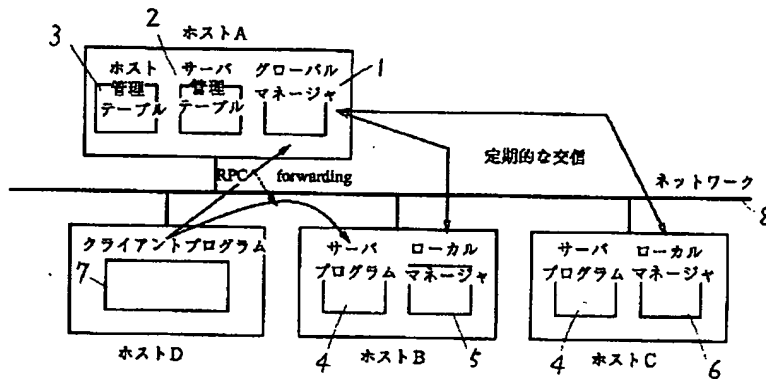 ホストA
3
2
1
ホスト
管理
テーブル
サーバ
管理
テーブル
グローバル
マネージャ
定期的な交信
RPC
forwarding
ネットワーク
8
クライアントプログラム
7
ホストD
サーバ
プログラム
ローカル
マネージャ
4
5
ホストB
サーバ
プログラム
ローカル
マネージャ
4
6
ホストC